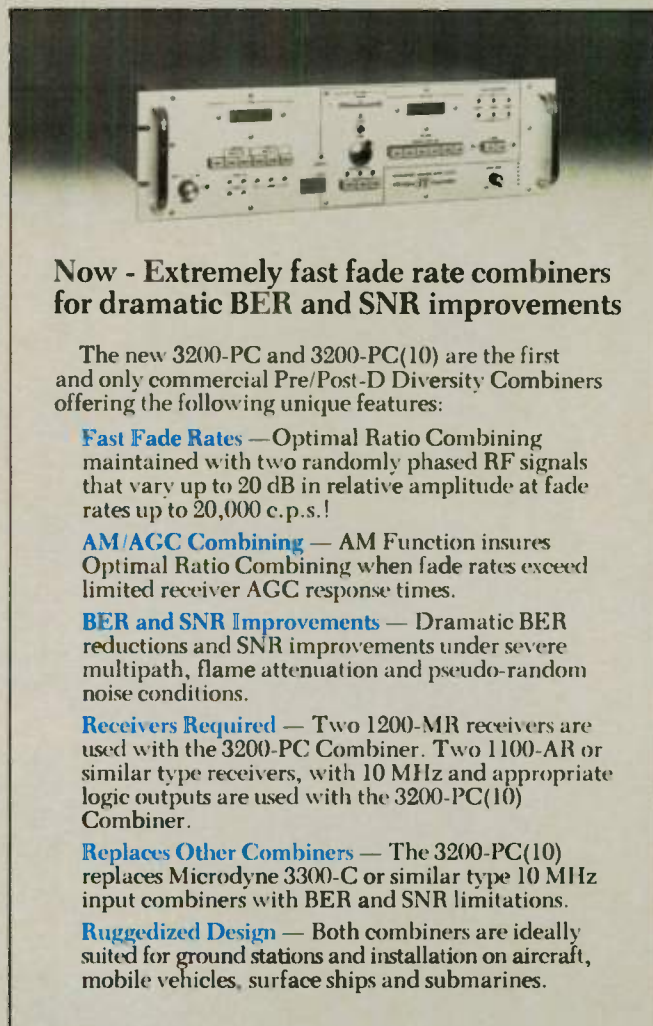 Now - Extremely fast fade rate combiners
for dramatic BER and SNR improvements
The new 3200-PC and 3200-PC(10) are the first
and only commercial Pre/Post-D Diversity Combiners
offering the following unique features:
Fast Fade Rates — Optimal Ratio Combining
maintained with two randomly phased RF signals
that vary up to 20 dB in relative amplitude at fade
rates up to 20,000 c.p.s.!
AM/AGC Combining — AM Function insures
Optimal Ratio Combining when fade rates exceed
limited receiver AGC response times.
BER and SNR Improvements — Dramatic BER
reductions and SNR improvements under severe
multipath, flame attenuation and pseudo-random
noise conditions.
Receivers Required — Two 1200-MR receivers are
used with the 3200-PC Combiner. Two 1100-AR or
similar type receivers, with 10 MHz and appropriate
logic outputs are used with the 3200-PC(10)
Combiner.
Replaces Other Combiners — The 3200-PC(10)
replaces Microdyne 3300-C or similar type 10 MHz
input combiners with BER and SNR limitations.
Ruggedized Design — Both combiners are ideally
suited for ground stations and installation on aircraft,
mobile vehicles, surface ships and submarines.